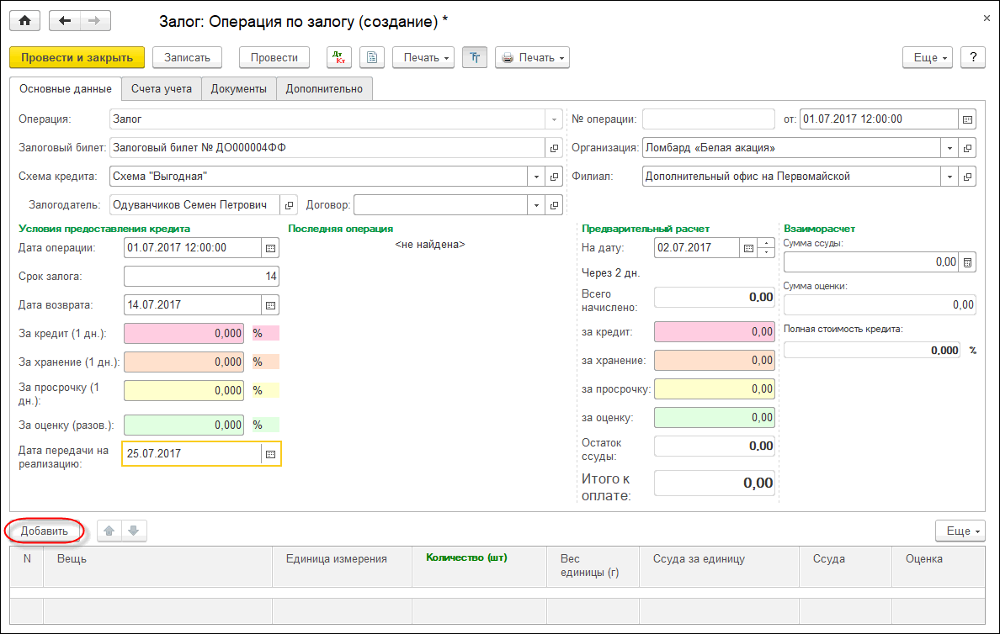 Залог: Операция по залогу (создание) *
Провести и закрыть Записать Провести Дт Кт Печать Тт Печать Еще ?
Основные данные Счета учета Документы Дополнительно
Операция: Залог № операции: от: 01.07.2017 12:00:00
Залоговый билет: Залоговый билет № ДО000004ФФ Организация: Ломбард «Белая акация»
Схема кредита: Схема "Выгодная" Филиал: Дополнительный офис на Первомайской
Залогодатель: Одуванчиков Семен Петрович Договор:
Условия предоставления кредита Последняя операция Предварительный расчет Взаиморасчет
Дата операции: 01.07.2017 12:00:00 <не найдена> На дату: 02.07.2017 Сумма ссуды:
0,00
Срок залога: 14 Через 2 дн.
Сумма оценки:
Дата возврата: 14.07.2017 Всего начислено: 0.00 0,00
За кредит (1 дн.): 0,000 % за кредит: 0,00 Полная стоимость кредита:
0.000 %
За хранение (1 дн.): 0,000 % за хранение: 0,00
За просрочку (1 дн.): 0,000 % за просрочку: 0,00
За оценку (разов.): 0,000 % за оценку: 0,00
Дата передачи на реализацию: 25.07.2017 Остаток ссуды: 0.00
Итого к оплате: 0,00
Добавить Еще
N Вещь Единица измерения Количество (шт) Вес единицы (г) Ссуда за единицу Ссуда Оценка